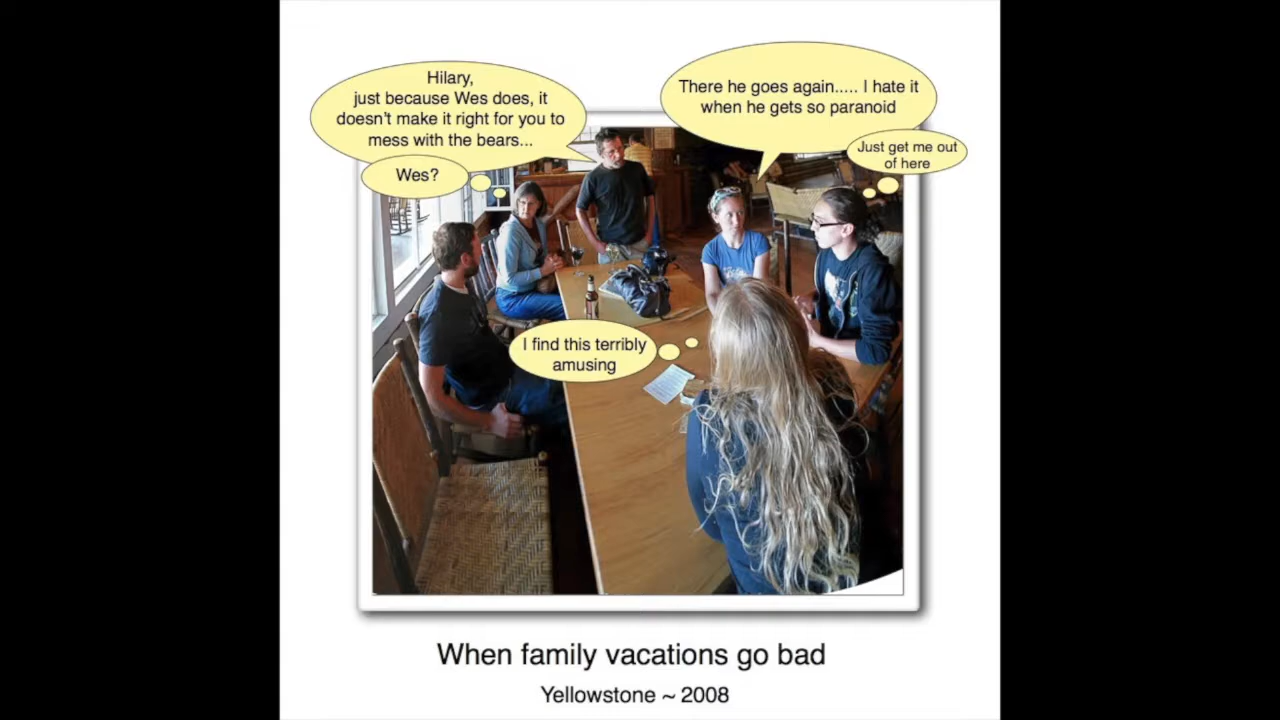 Hilary,
just because Wes does, it
doesn't make it right for you to
mess with the bears...
Wes?
There he goes again..... I hate it
when he gets so paranoid
Just get me out
of here
I find this terribly
amusing
When family vacations go bad
Yellowstone ~ 2008